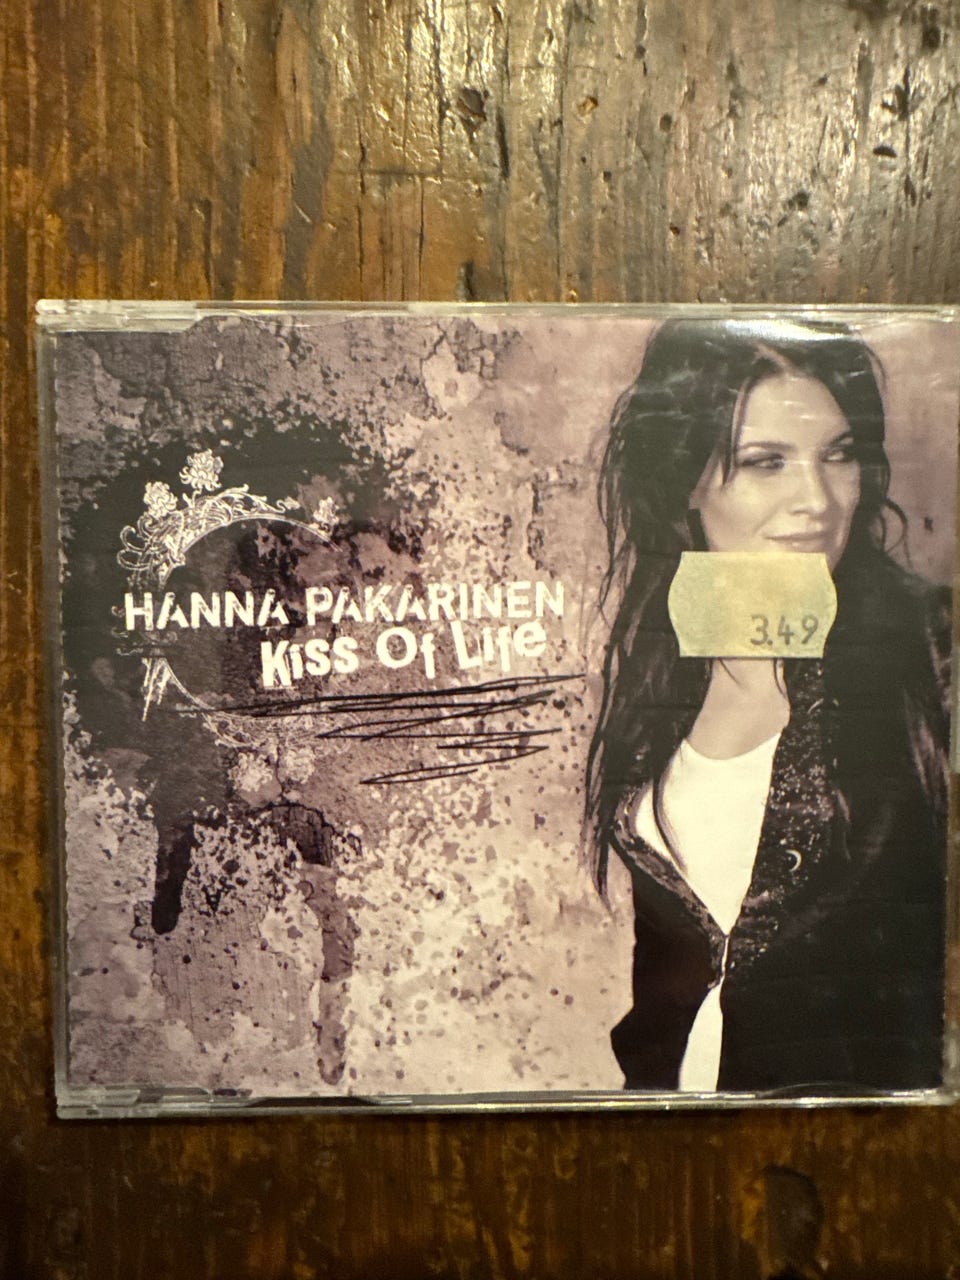 HANNA PAKARINEN
Kiss Of Life
3.49